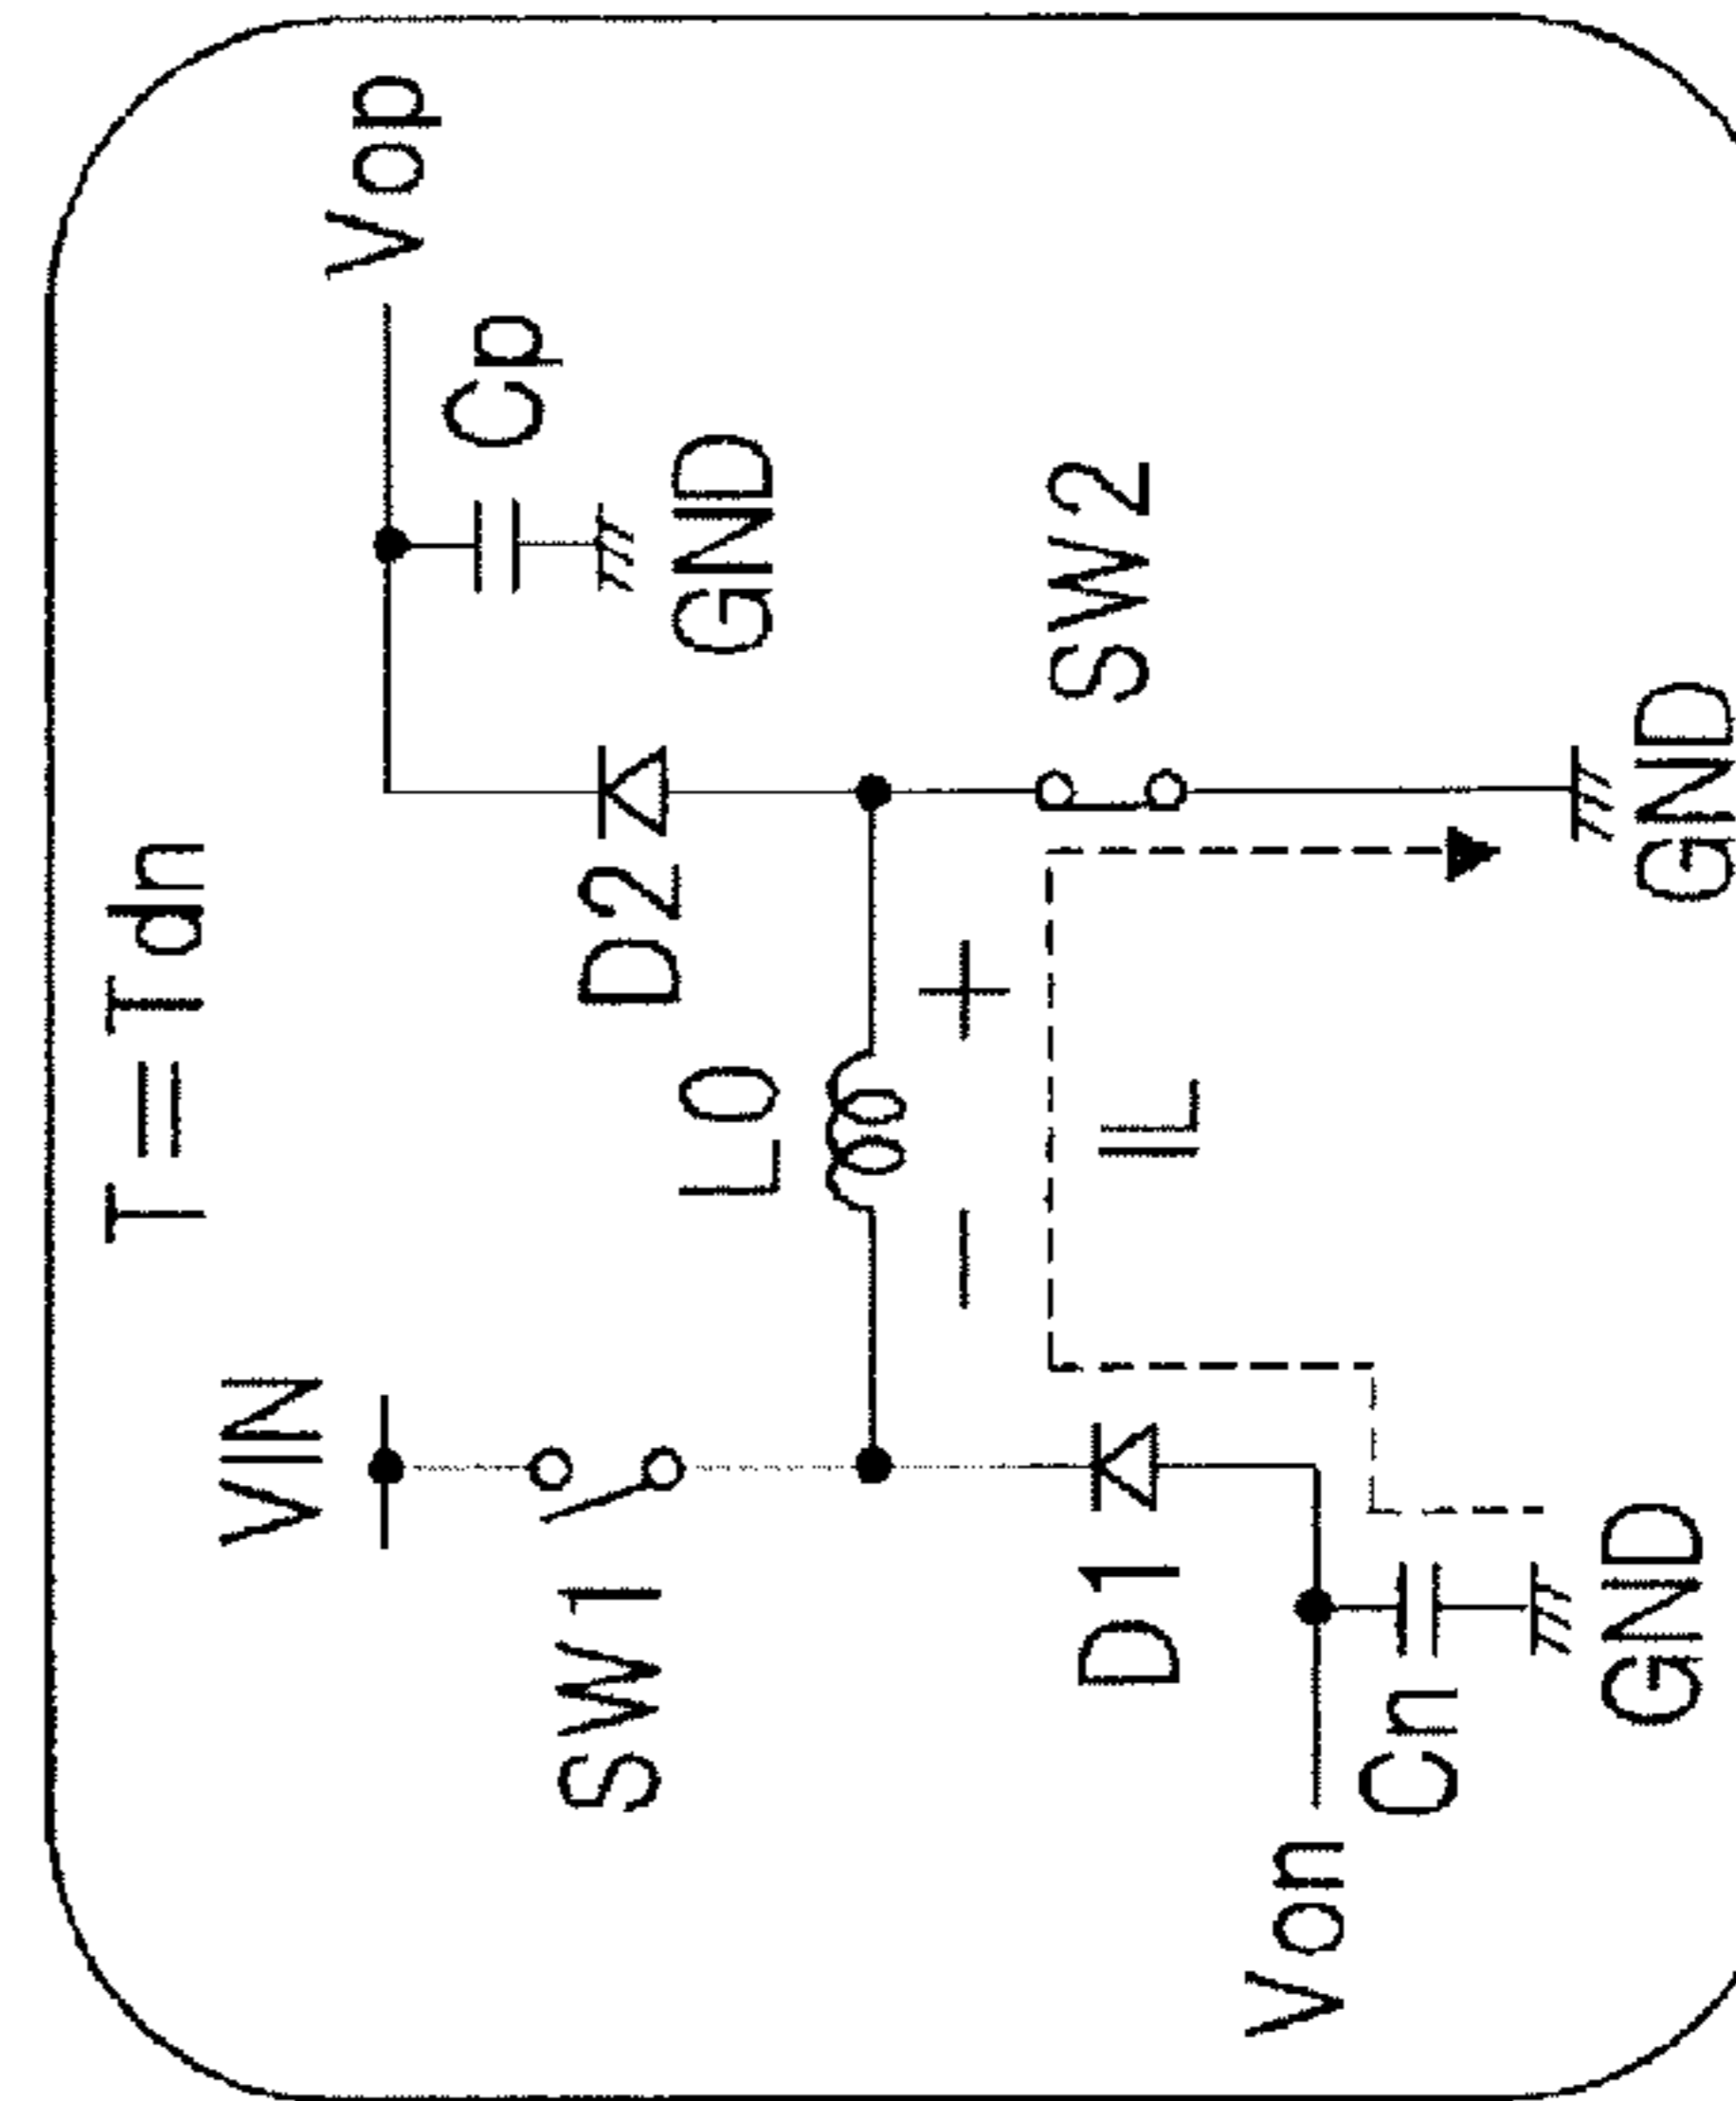 T=Tdn
VIN
Vop
SW1
L0
D2
Cp
GND
− +
IL
SW2
D1
Von
Cn
GND
GND